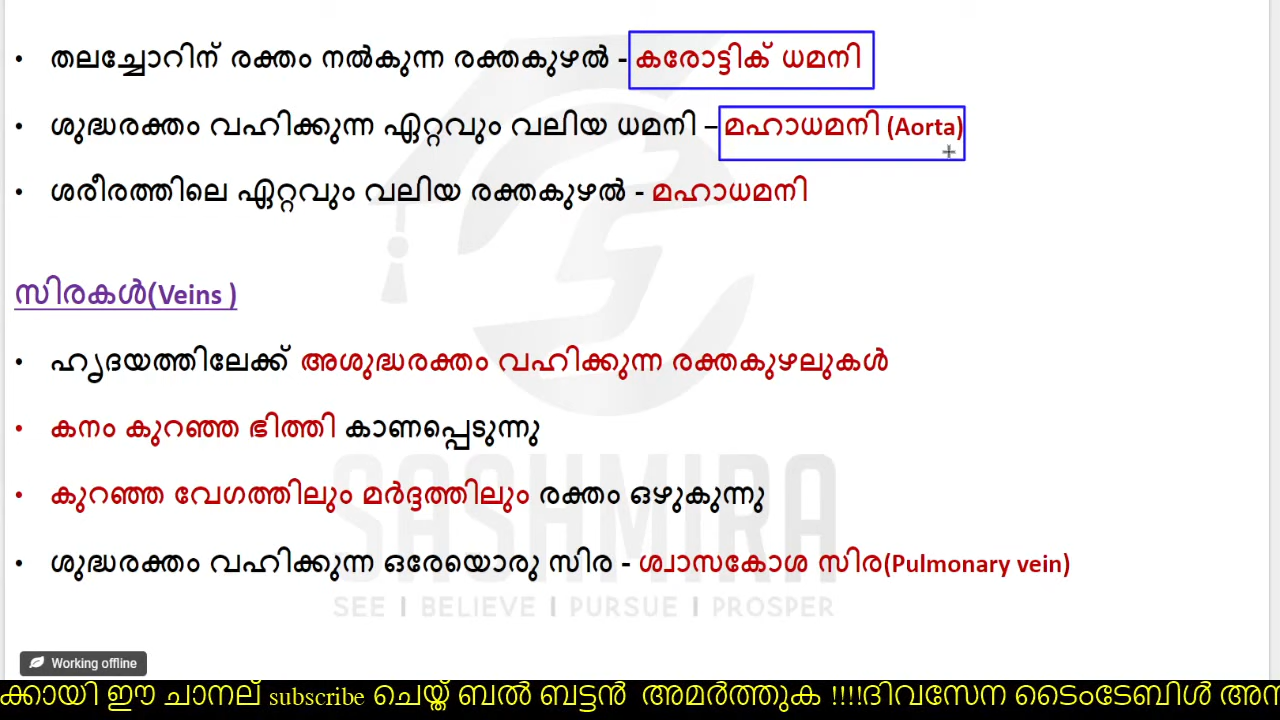 • തലച്ചോറിന് രക്തം നൽകുന്ന രക്തകുഴൽ - കരോട്ടിക് ധമനി
• ശുദ്ധരക്തം വഹിക്കുന്ന ഏറ്റവും വലിയ ധമനി – മഹാധമനി (Aorta)
• ശരീരത്തിലെ ഏറ്റവും വലിയ രക്തകുഴൽ - മഹാധമനി
സിരകൾ(Veins )
• ഹൃദയത്തിലേക്ക് അശുദ്ധരക്തം വഹിക്കുന്ന രക്തകുഴലുകൾ
• കനം കുറഞ്ഞ ഭിത്തി കാണപ്പെടുന്നു
• കുറഞ്ഞ വേഗത്തിലും മർദ്ദത്തിലും രക്തം ഒഴുകുന്നു
• ശുദ്ധരക്തം വഹിക്കുന്ന ഒരേയൊരു സിര - ശ്വാസകോശ സിര(Pulmonary vein)
SASHMIRA
SEE I BELIEVE I PURSUE I PROSPER
Working offline
ക്കായി ഈ ചാനല് subscribe ചെയ്ത് ബൽ ബട്ടൻ അമർത്തുക !!!!ദിവസേന ടൈംടേബിൾ അന